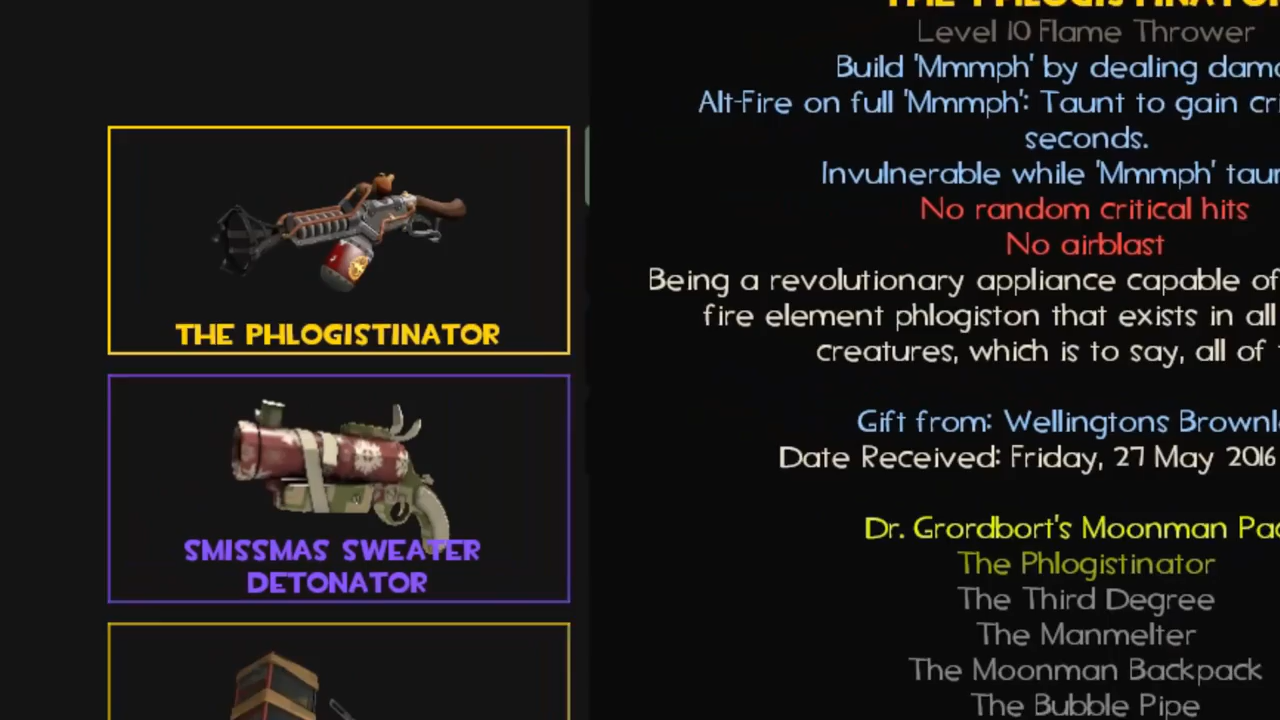 THE PHLOGISTINATOR
SMISSMAS SWEATER
DETONATOR
THE PHLOGISTINATOR
Level 10 Flame Thrower
Build 'Mmmph' by dealing
Alt-Fire on full 'Mmmph': Taunt to gain
seconds.
Invulnerable while 'Mmmph'
No random critical hits
No airblast
Being a revolutionary appliance capable of
fire element phlogiston that exists in all
creatures, which is to say, all of
Gift from: Wellingtons
Date Received: Friday, 27 May 2016
Dr. Grordbort's Moonman
The Phlogistinator
The Third Degree
The Manmelter
The Moonman Backpack
The Bubble Pipe